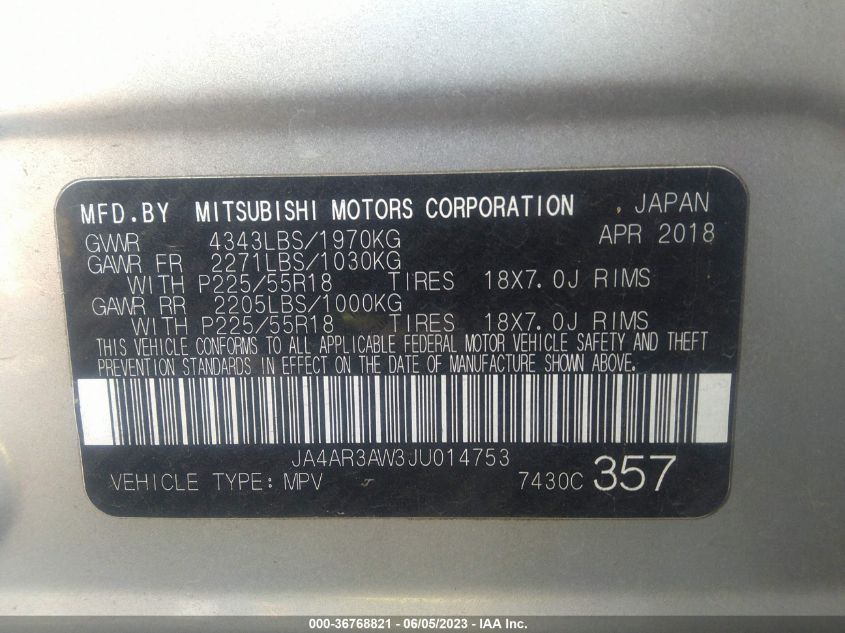 MFD. BY MITSUBISHI MOTORS CORPORATION , JAPAN
GVWR 4343LBS/1970KG APR 2018
GAWR FR 2271LBS/1030KG
WITH P225/55R18 TIRES 18X7.0J RIMS
GAWR RR 2205LBS/1000KG
WITH P225/55R18 TIRES 18X7.0J RIMS
THIS VEHICLE CONFORMS TO ALL APPLICABLE FEDERAL MOTOR VEHICLE SAFETY AND THEFT
PREVENTION STANDARDS IN EFFECT ON THE DATE OF MANUFACTURE SHOWN ABOVE.
JA4AR3AW3JU014753
VEHICLE TYPE: MPV 7430C 357
000-36768821 - 06/05/2023 - IAA Inc.